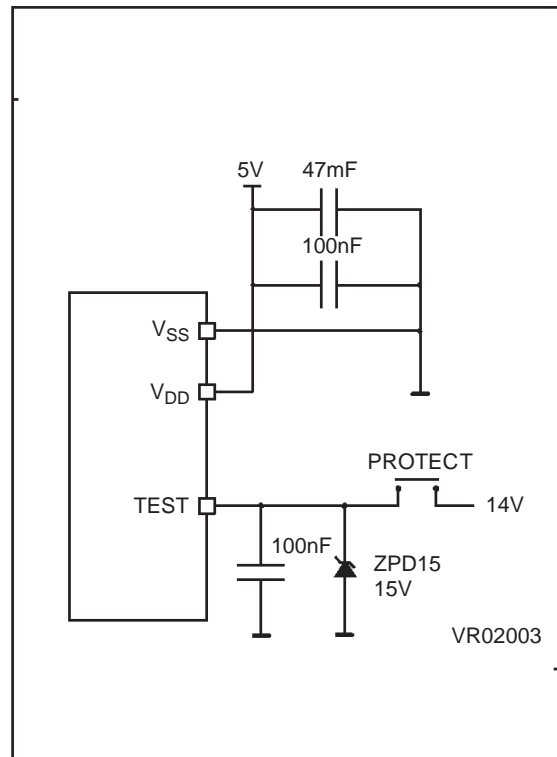 5V 47mF
100nF
VSS
VDD
PROTECT
TEST 14V
100nF
ZPD15
15V
VR02003